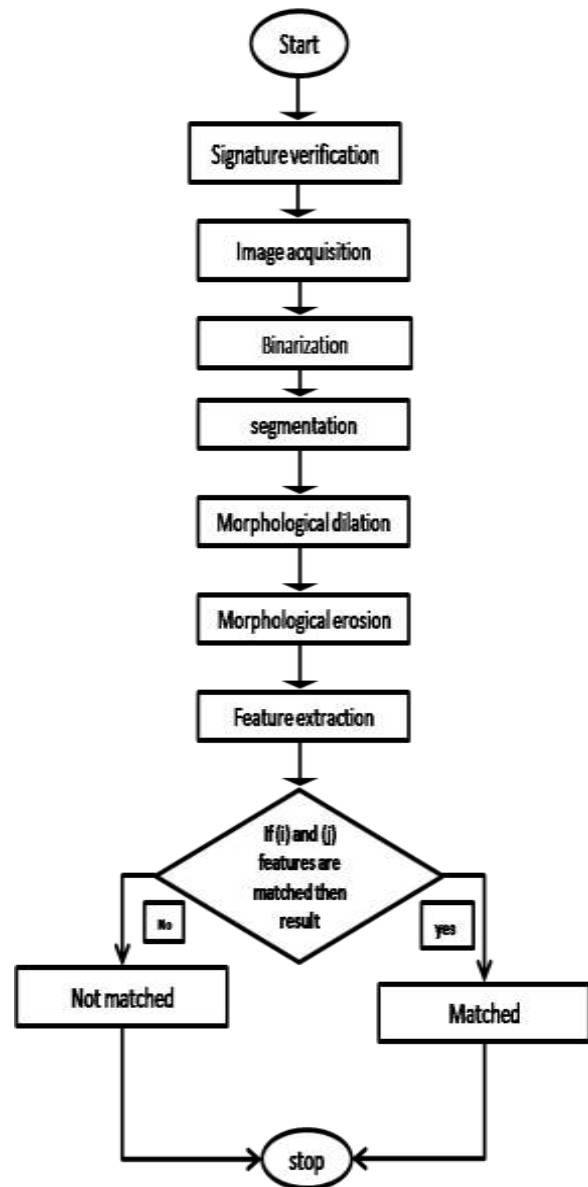 Start
Signature verification
Image acquisition
Binarization
segmentation
Morphological dilation
Morphological erosion
Feature extraction
If (i) and (j)
features are
matched then
result
No
yes
Not matched
Matched
stop